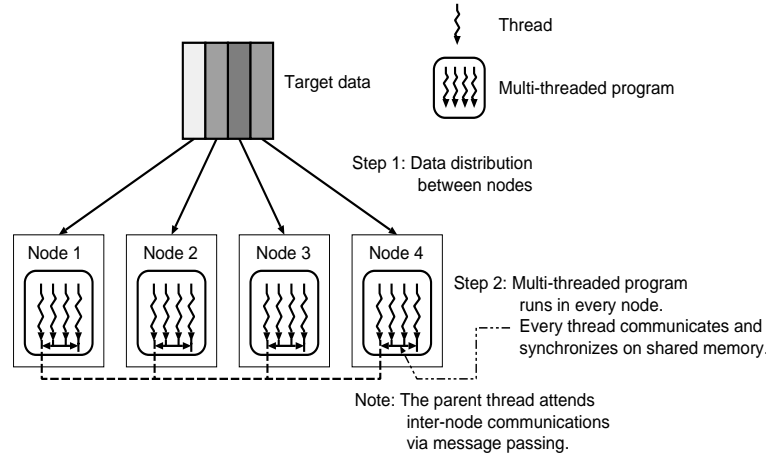 Thread
Target data
Multi-threaded program
Step 1: Data distribution
between nodes
Node 1
Node 2
Node 3
Node 4
Step 2: Multi-threaded program
runs in every node.
Every thread communicates and
synchronizes on shared memory.
Note: The parent thread attends
inter-node communications
via message passing.